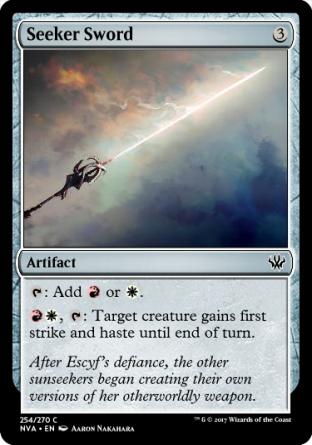 Seeker Sword 3
Artifact
: Add or .
, : Target creature gains first
strike and haste until end of turn.
After Escyf's defiance, the other
sunseekers began creating their own
versions of her otherworldly weapon.
254/270 C
NVA • EN Aaron Nakahara
™ & © 2017 Wizards of the Coast